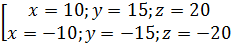 x = 10; y = 15; z = 20
x = −10; y = −15; z = −20